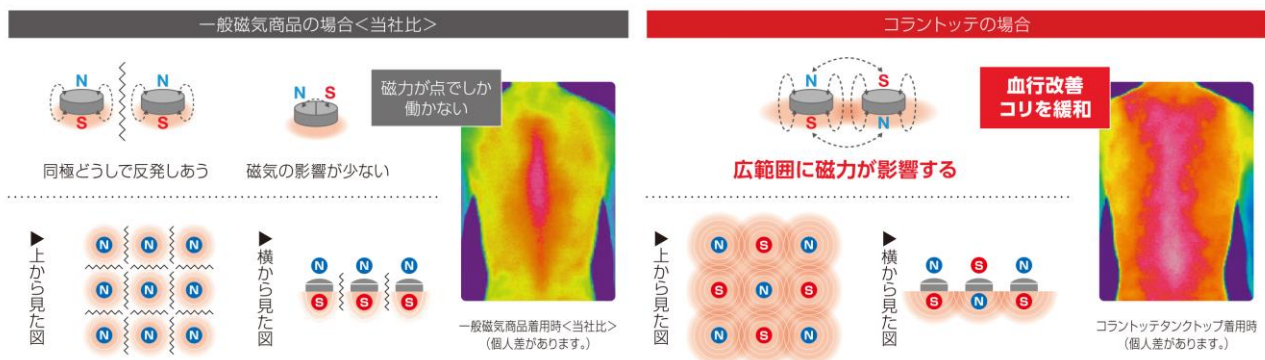 一般磁気商品の場合＜当社比＞
N
N
S
S
同極どうしで反発しあう
N S
磁気の影響が少ない
磁力が点でしか
働かない
▶上から見た図
N N N
N N N
N N N
▶横から見た図
N N N
S S S
一般磁気商品着用時＜当社比＞
（個人差があります。）
コラントッテの場合
N S
S N
広範囲に磁力が影響する
血行改善
コリを緩和
▶上から見た図
N S N
S N S
N S N
▶横から見た図
N S N
S N S
コラントッテタンクトップ着用時
（個人差があります。）